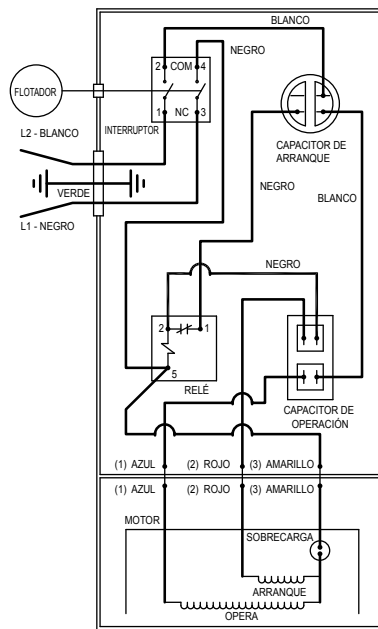 BLANCO
NEGRO
2 COM 4
FLOTADOR
1 NC 3
INTERRUPTOR
L2 - BLANCO
CAPACITOR DE
ARRANQUE
VERDE
NEGRO
BLANCO
L1 - NEGRO
NEGRO
2 1
5
RELÉ
CAPACITOR DE
OPERACIÓN
(1) AZUL (2) ROJO (3) AMARILLO
(1) AZUL (2) ROJO (3) AMARILLO
MOTOR
SOBRECARGA
ARRANQUE
OPERA